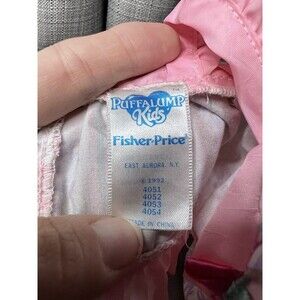 PUFFALUMP
Kids
Fisher-Price
EAST AURORA, N.Y.
© 1992
4051
4052
4053
4054
MADE IN CHINA